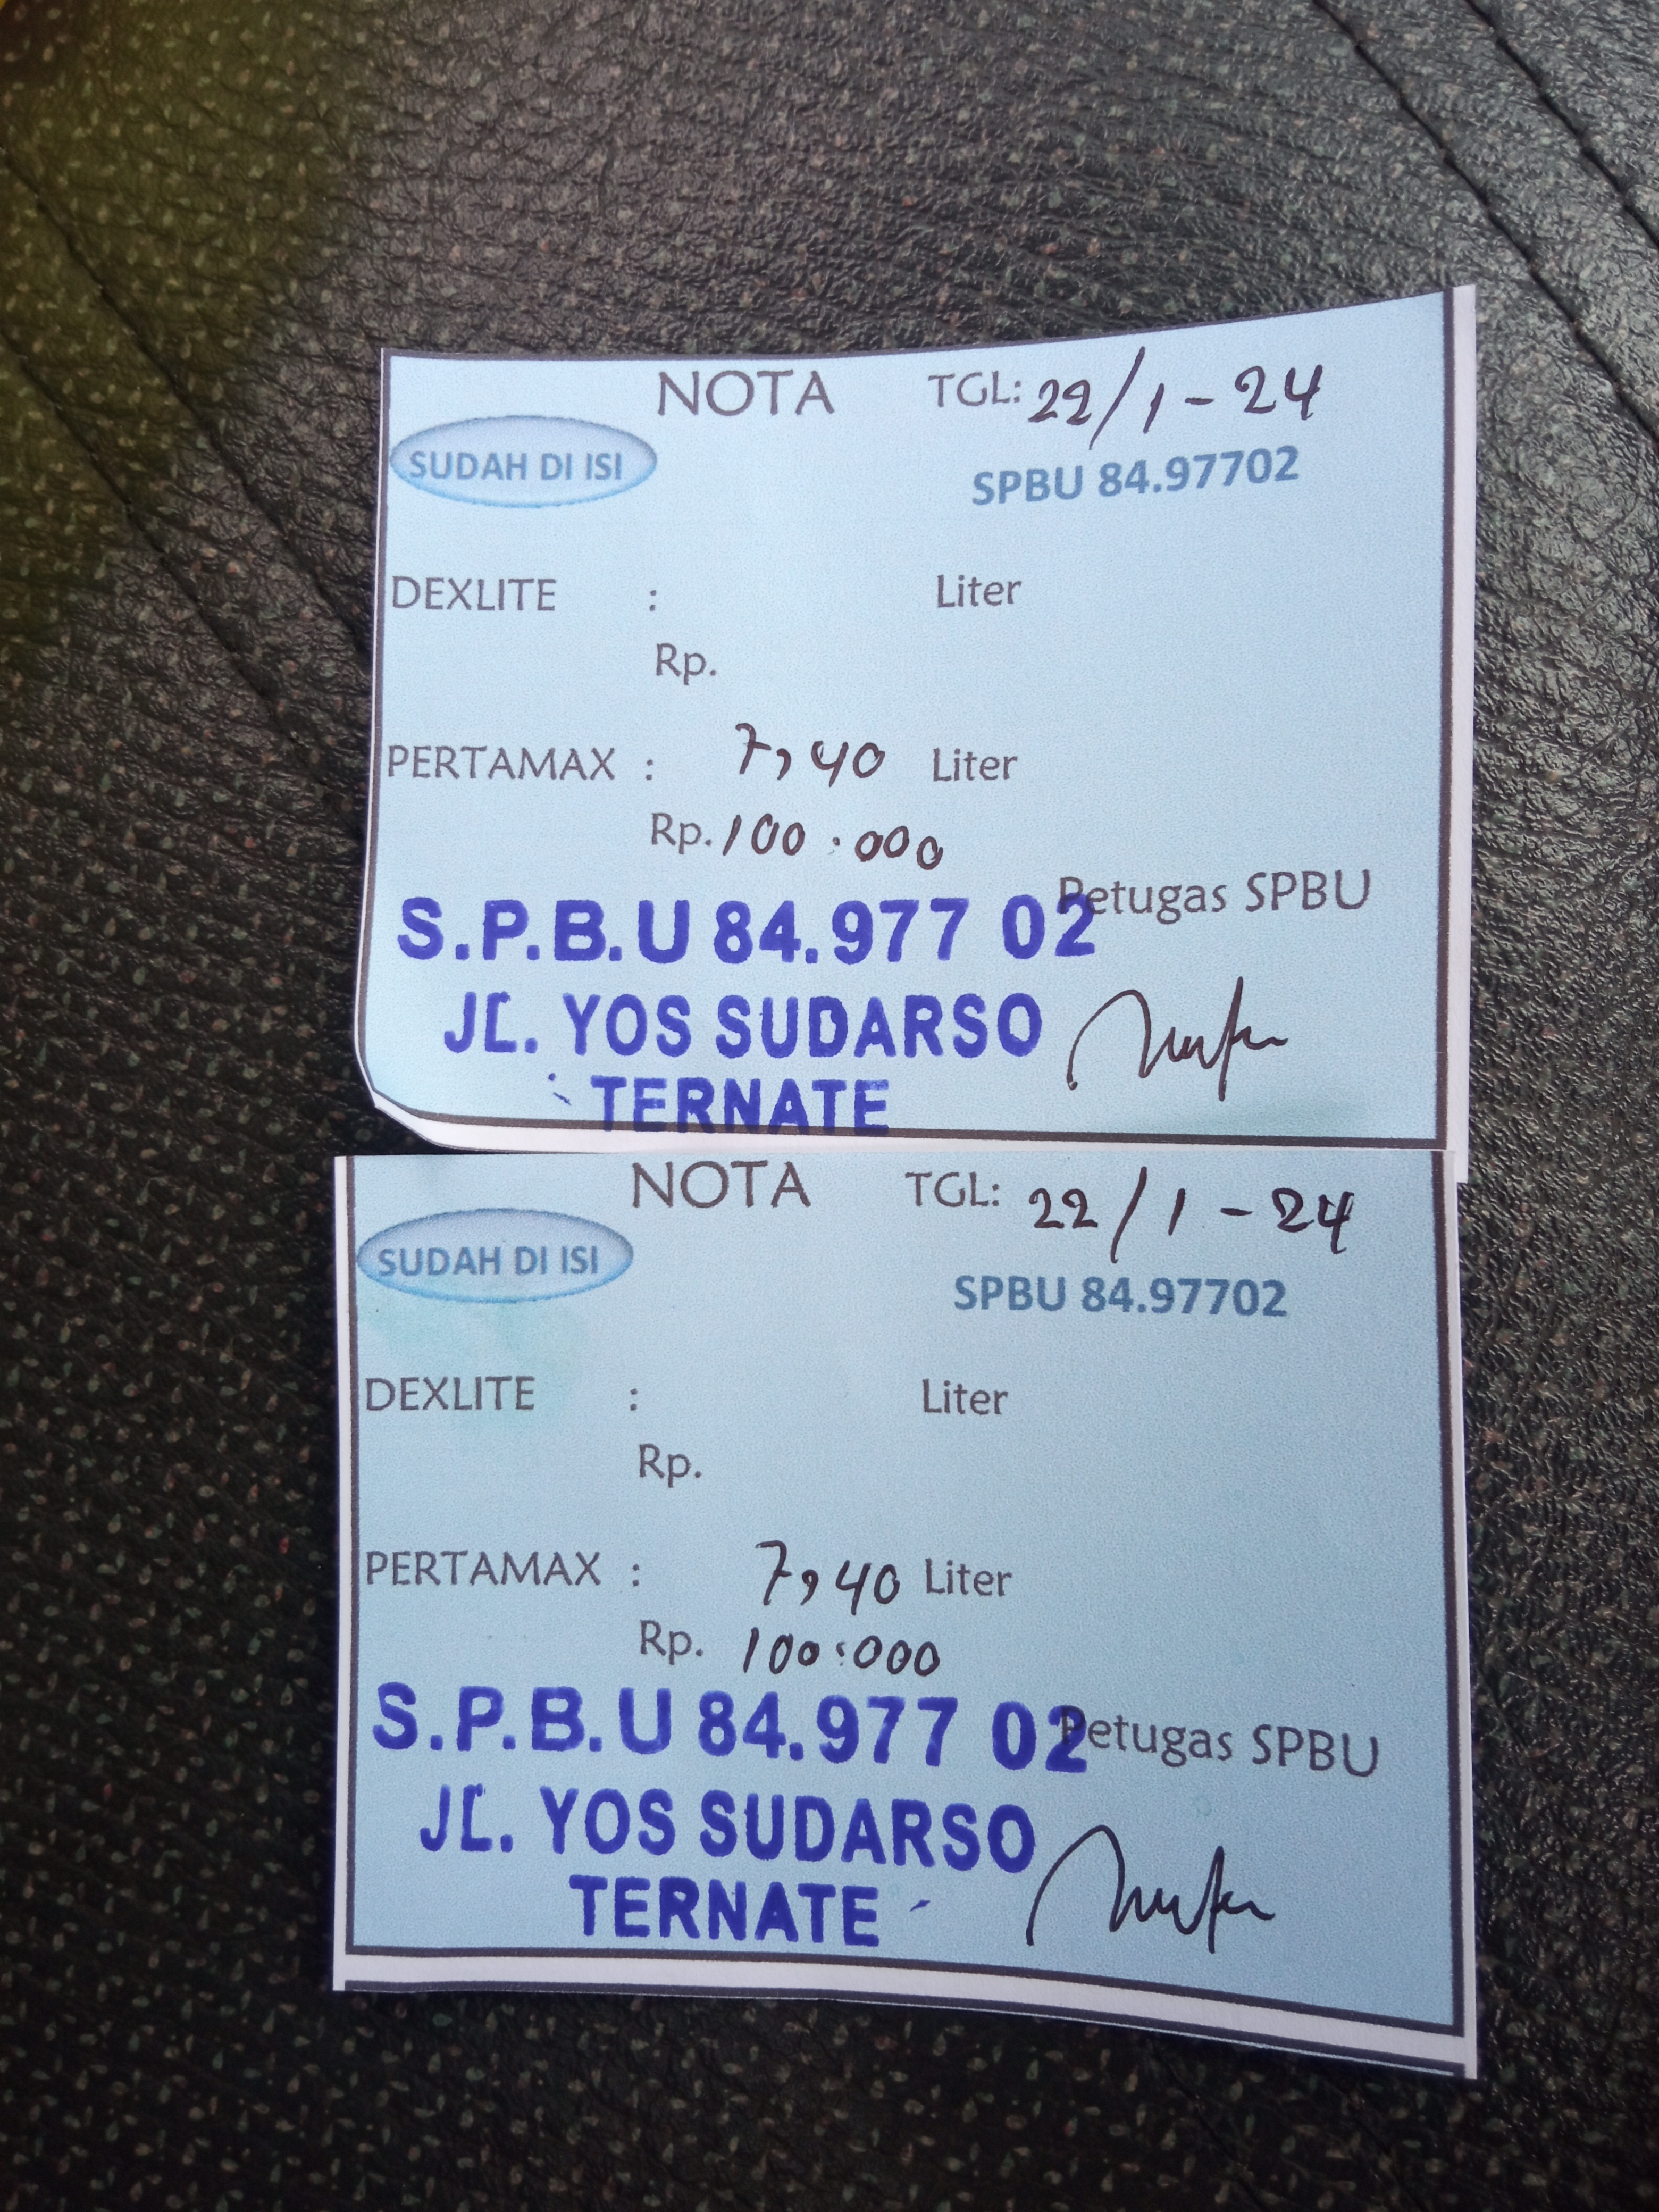 NOTA TGL: 22/1-24
SUDAH DI ISI SPBU 84.97702
DEXLITE : Liter
Rp.
PERTAMAX : 7,40 Liter
Rp. 100.000
Petugas SPBU
S.P.B.U 84.977 02
JL. YOS SUDARSO
TERNATE
NOTA TGL: 22/1-24
SUDAH DI ISI
SPBU 84.97702
DEXLITE : Liter
Rp.
PERTAMAX : 7,40 Liter
Rp. 100.000
S.P.B.U 84.977 02 Petugas SPBU
JL. YOS SUDARSO
TERNATE